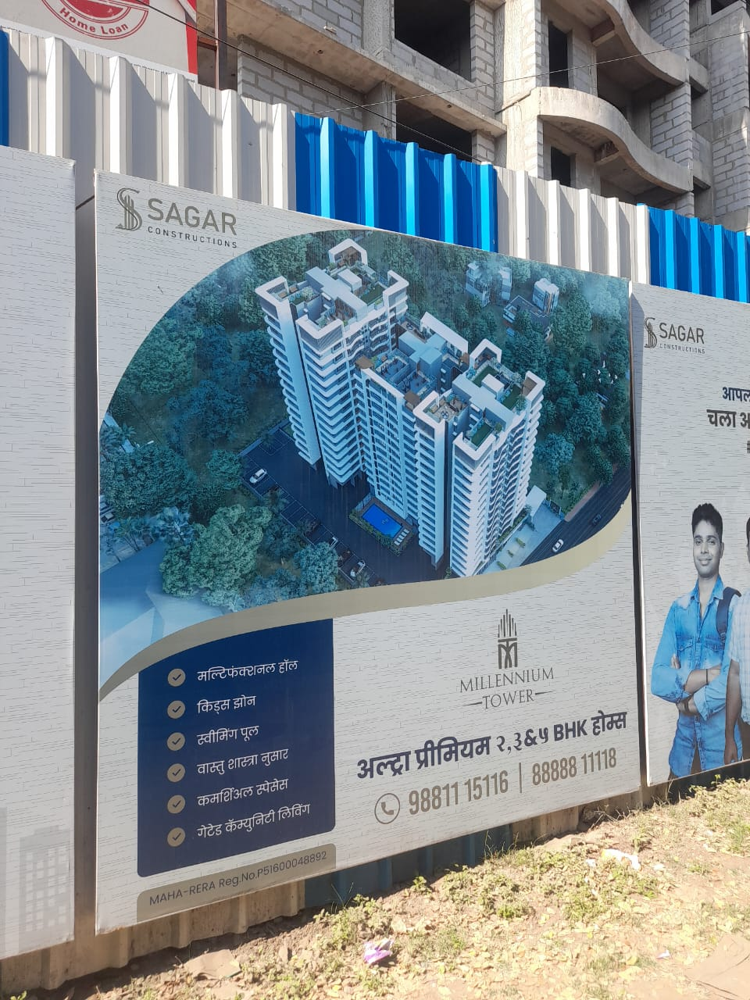 Home Loan
SAGAR
CONSTRUCTIONS
मल्टिफंक्शनल हॉल
किड्स झोन
स्वीमिंग पूल
वास्तु शास्त्रा नुसार
कमर्शिअल स्पेसेस
गेटेड कॅम्युनिटी लिविंग
MAHA-RERA Reg.No.P51600048892
MILLENNIUM
TOWER
अल्ट्रा प्रीमियम २,३&५ BHK होम्स
98811 15116 | 88888 11118
SAGAR
CONSTRUCTIONS
चला